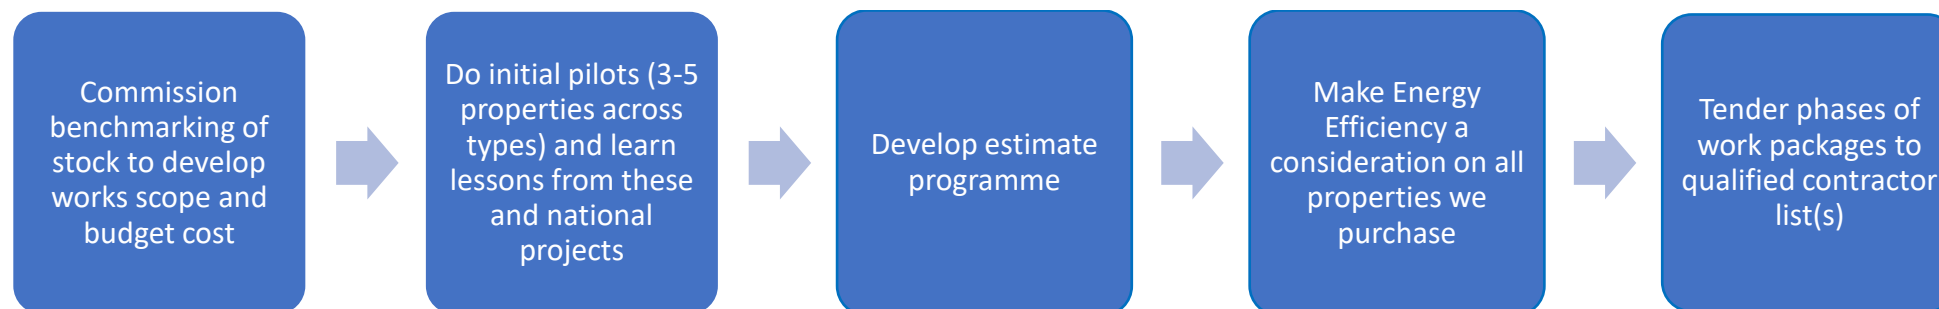 Commission
benchmarking of
stock to develop
works scope and
budget cost
Do initial pilots (3-5
properties across
types) and learn
lessons from these
and national
projects
Develop estimate
programme
Make Energy
Efficiency a
consideration on all
properties we
purchase
Tender phases of
work packages to
qualified contractor
list(s)